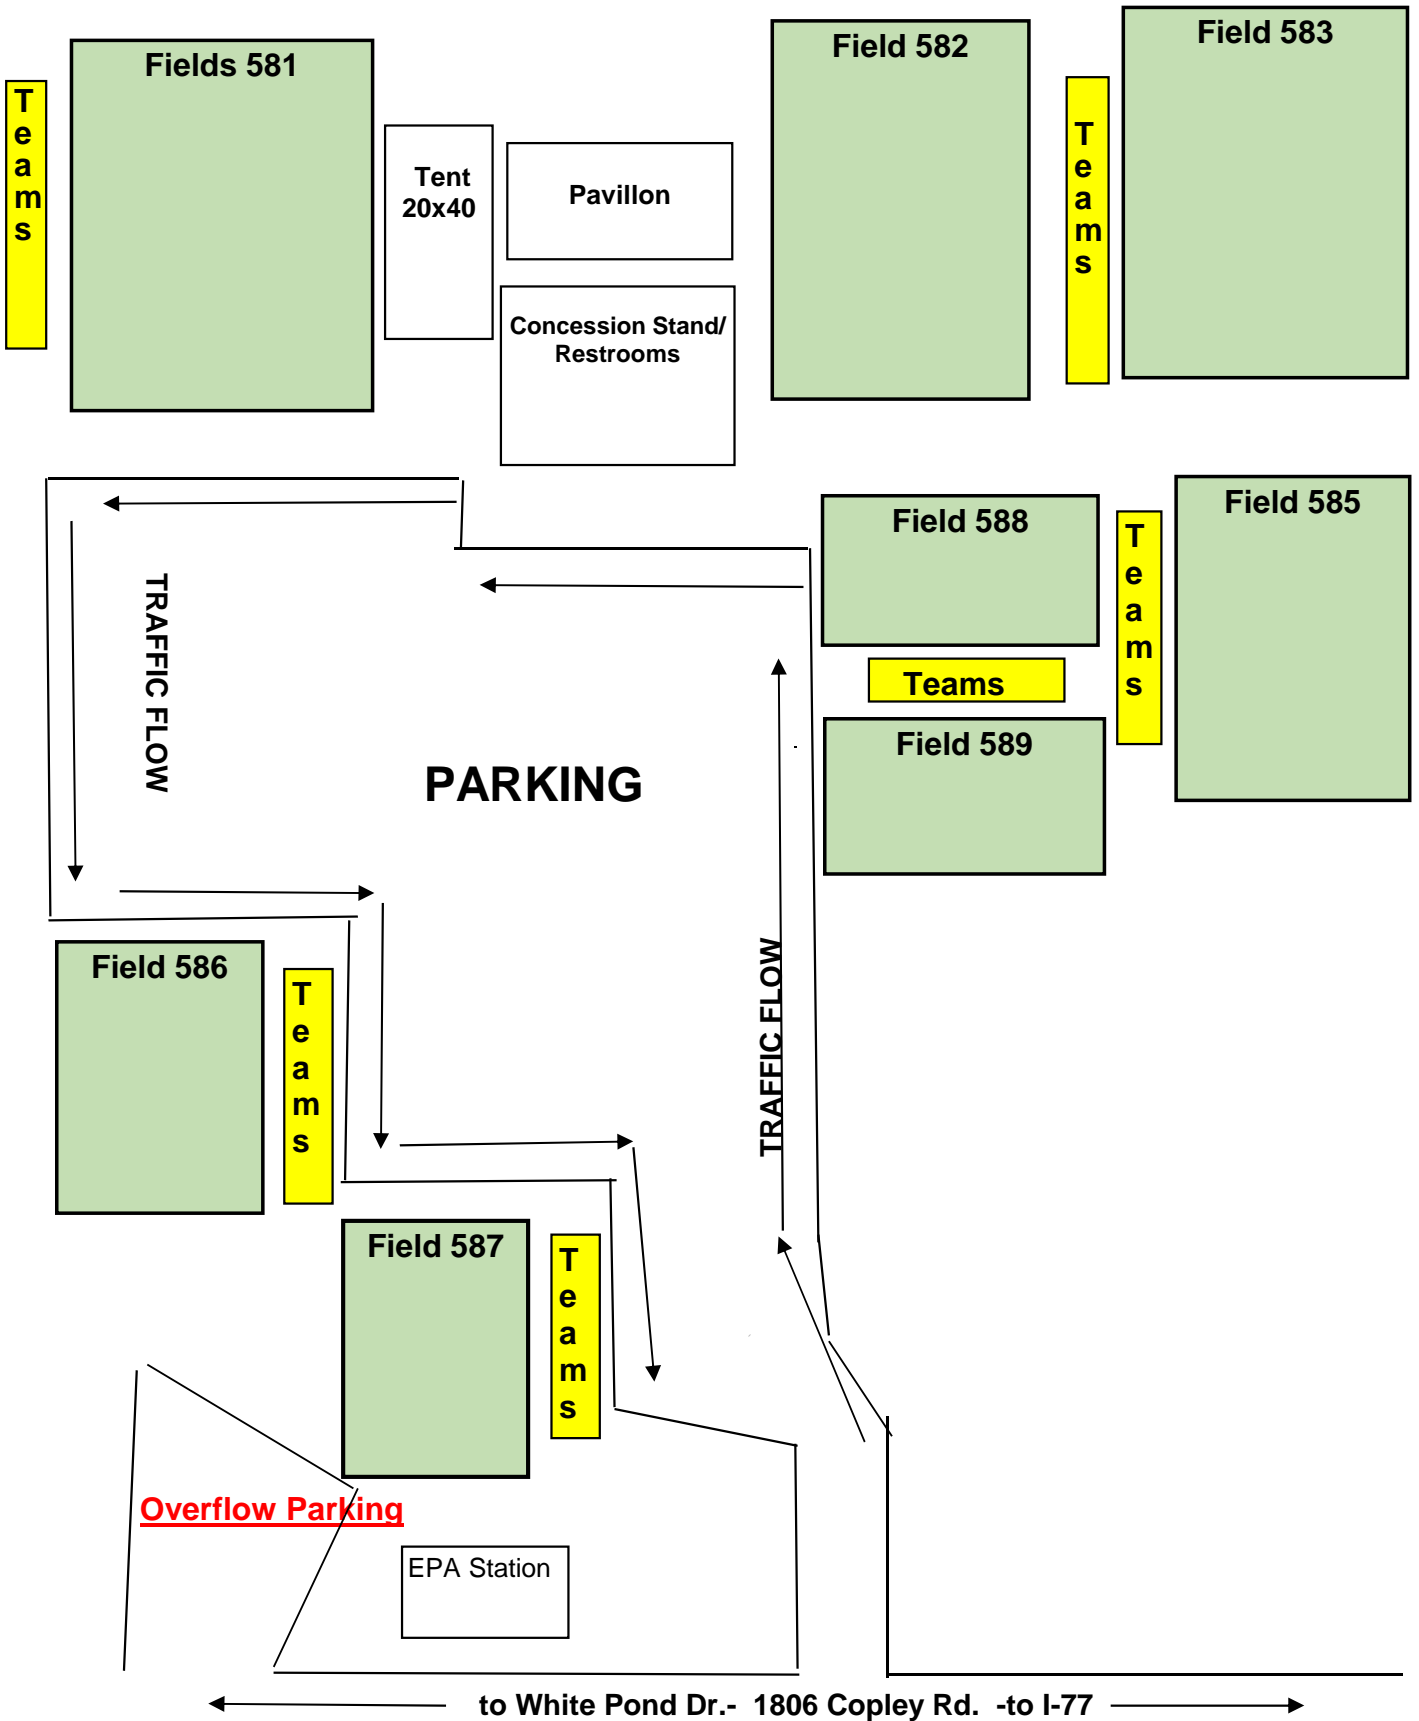 Fields 581
Field 582
Field 583
Teams
Tent
20x40
Pavillon
Teams
Concession Stand/
Restrooms
Field 588
Field 585
Teams
TRAFFIC FLOW
Teams
Field 589
PARKING
Field 586
TRAFFIC FLOW
Teams
Field 587
Teams
Overflow Parking
EPA Station
to White Pond Dr.- 1806 Copley Rd. -to I-77